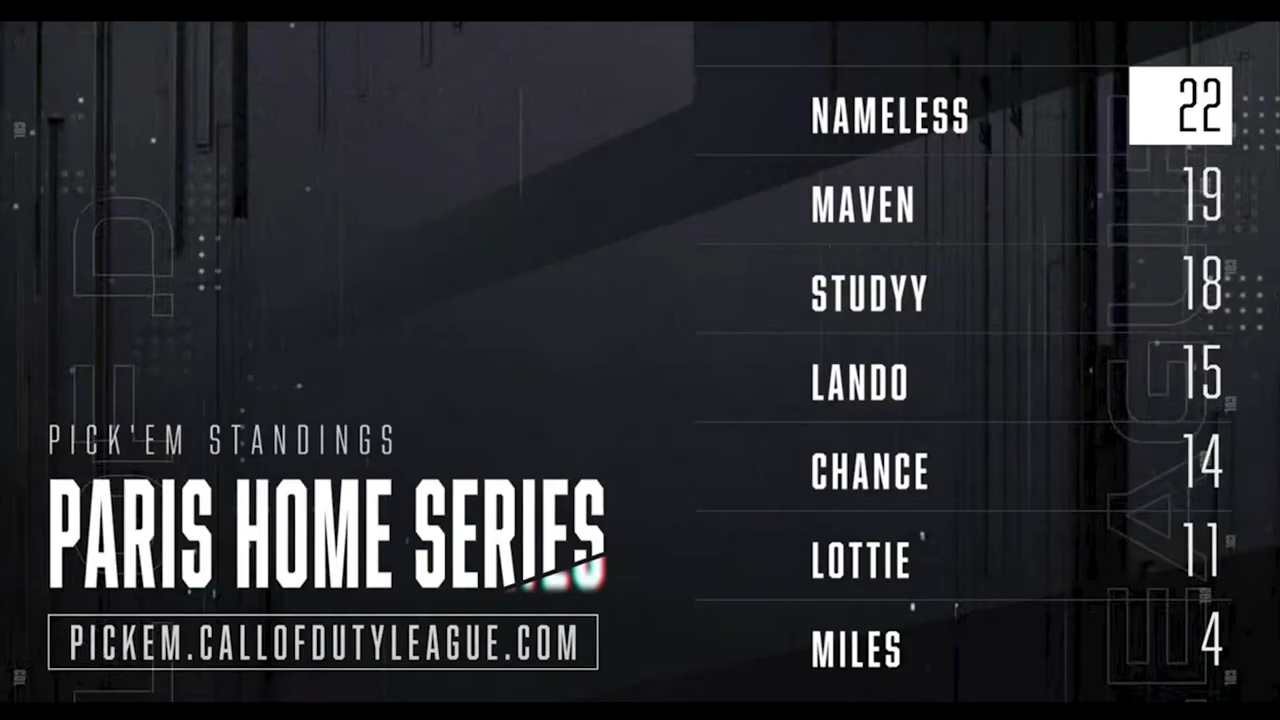 PICK'EM STANDINGS
PARIS HOME SERIES
PICKEM.CALLOFDUTYLEAGUE.COM
NAMELESS 22
MAVEN 19
STUDYY 18
LANDO 15
CHANCE 14
LOTTIE 11
MILES 4